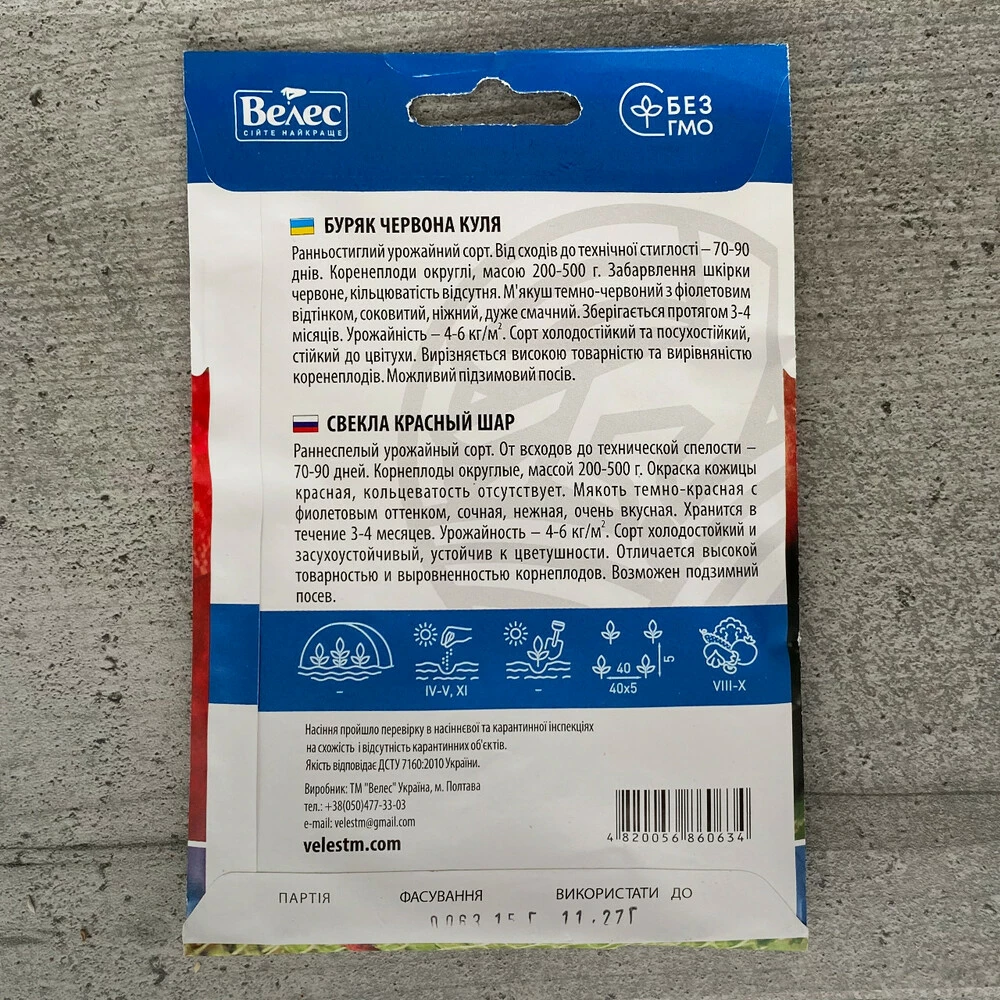 Велес
СІЙТЕ НАЙКРАЩЕ
БЕЗ
ГМО
БУРЯК ЧЕРВОНА КУЛЯ
Ранньостиглий урожайний сорт. Від сходів до технічної стиглості – 70-90
днів. Коренеплоди округлі, масою 200-500 г. Забарвлення шкірки
червоне, кільцюватість відсутня. М'якуш темно-червоний з фіолетовим
відтінком, соковитий, ніжний, дуже смачний. Зберігається протягом 3-4
місяців. Урожайність – 4-6 кг/м². Сорт холодостійкий та посухостійкий,
стійкий до цвітухи. Вирізняється високою товарністю та вирівняністю
коренеплодів. Можливий підзимовий посів.
СВЕКЛА КРАСНЫЙ ШАР
Раннеспелый урожайный сорт. От всходов до технической спелости –
70-90 дней. Корнеплоды округлые, массой 200-500 г. Окраска кожицы
красная, кольцеватость отсутствует. Мякоть темно-красная с
фиолетовым оттенком, сочная, нежная, очень вкусная. Хранится в
течение 3-4 месяцев. Урожайность – 4-6 кг/м². Сорт холодостойкий и
засухоустойчивый, устойчив к цветушности. Отличается высокой
товарностью и выровненностью корнеплодов. Возможен подзимний
посев.
40 5
– IV-V, XI – 40х5 VIII-X
Насіння пройшло перевірку в насіннєвої та карантинної інспекціях
на схожість і відсутність карантинних об'єктів.
Якість відповідає ДСТУ 7160:2010 України.
Виробник: ТМ "Велес" Україна, м. Полтава
тел.: +38(050)477-33-03
e-mail: velestm@gmail.com
velestm.com
4 820056 860634
ПАРТІЯ ФАСУВАННЯ ВИКОРИСТАТИ ДО
0063 15 Г 11.27Г